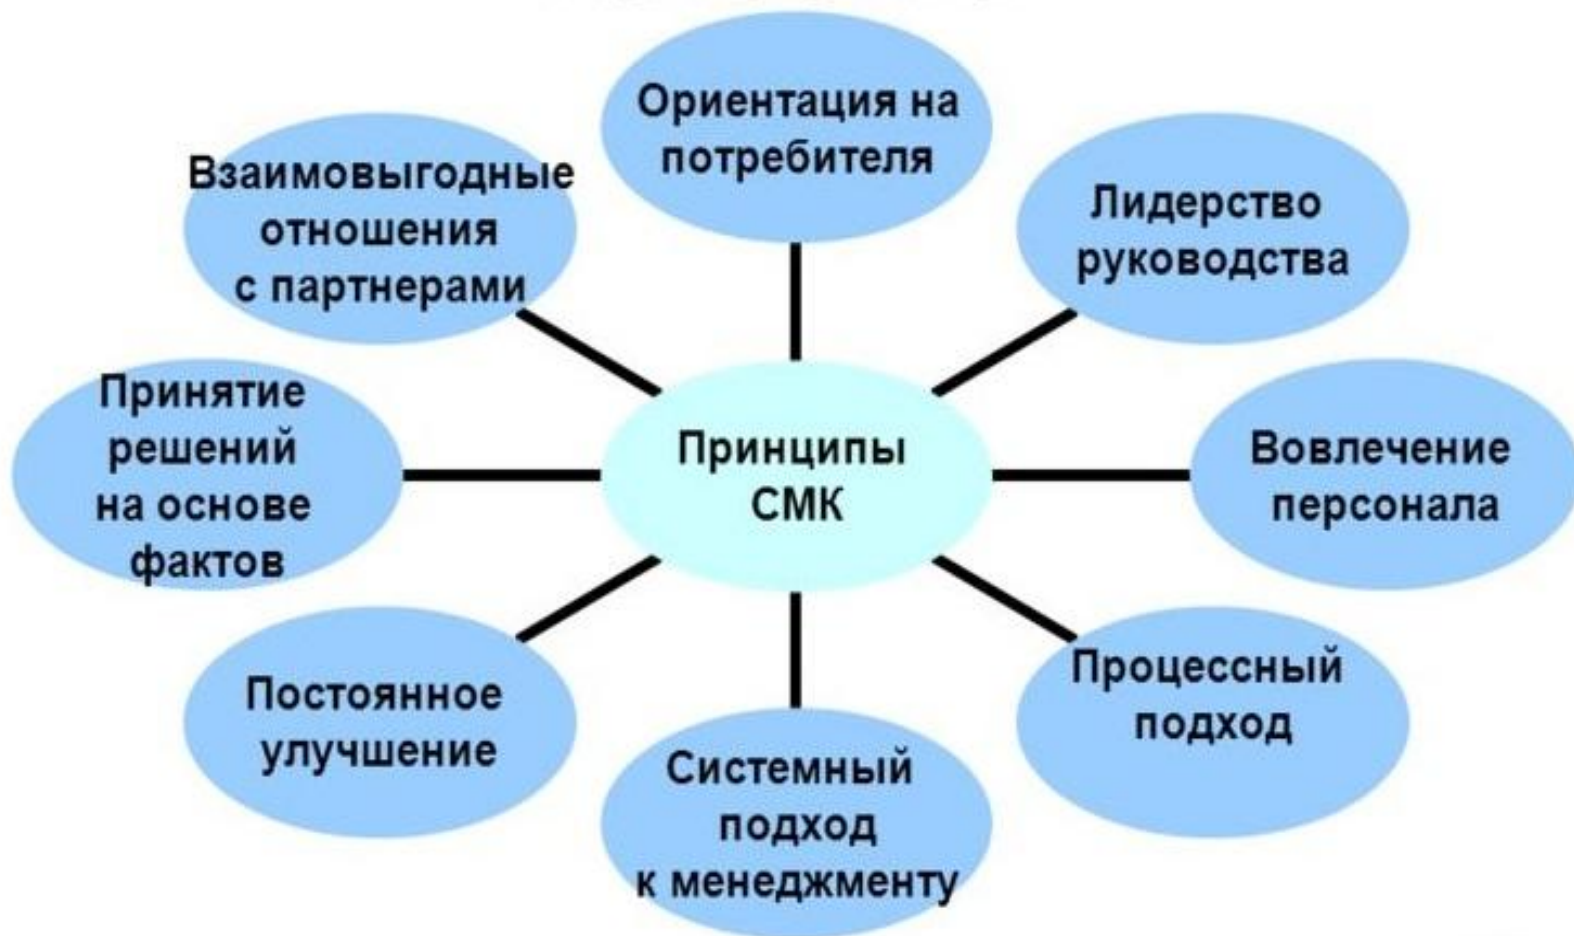 Ориентация на
потребителя
Лидерство
руководства
Вовлечение
персонала
Процессный
подход
Системный
подход
к менеджменту
Постоянное
улучшение
Принятие
решений
на основе
фактов
Взаимовыгодные
отношения
с партнерами
Принципы
СМК